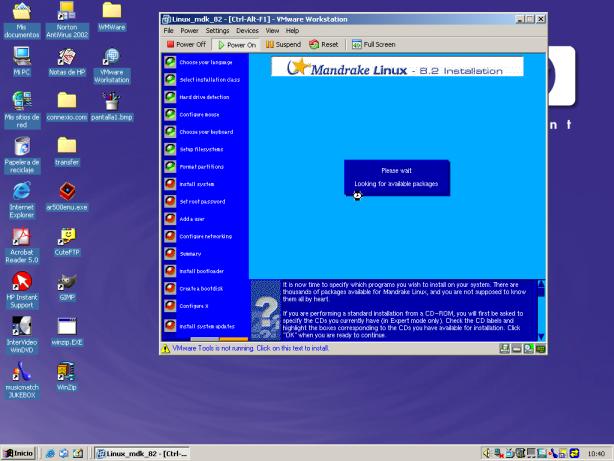 Mis documentos
Norton AntiVirus 2002
VMWare
Mi PC
Notas de HP
VMware Workstation
Mis sitios de red
connexio.com
pantalla1.bmp
Papelera de reciclaje
transfer
Internet Explorer
ar500enu.exe
Acrobat Reader 5.0
CuteFTP
HP Instant Support
GIMP
InterVideo WinDVD
winzip.EXE
musicmatch JUKEBOX
WinZip
Linux_mdk_82 - [Ctrl-Alt-F1] - VMware Workstation
File Power Settings Devices View Help
Power Off Power On Suspend Reset Full Screen
Mandrake Linux - 8.2 Installation
Choose your language
Select installation class
Hard drive detection
Configure mouse
Choose your keyboard
Setup filesystems
Format partitions
Install system
Set root password
Add a user
Configure networking
Summary
Install bootloader
Create a bootdisk
Configure X
Install system updates
Please wait
Looking for available packages
It is now time to specify which programs you wish to install on your system. There are
thousands of packages available for Mandrake Linux, and you are not supposed to know
them all by heart.
If you are performing a standard installation from a CD-ROM, you will first be asked to
specify the CDs you currently have (in Expert mode only). Check the CD labels and
highlight the boxes corresponding to the CDs you have available for installation. Click
"OK" when you are ready to continue.
VMware Tools is not running. Click on this text to install.
n t
Inicio
Linux_mdk_82 - [Ctrl-...
10:40